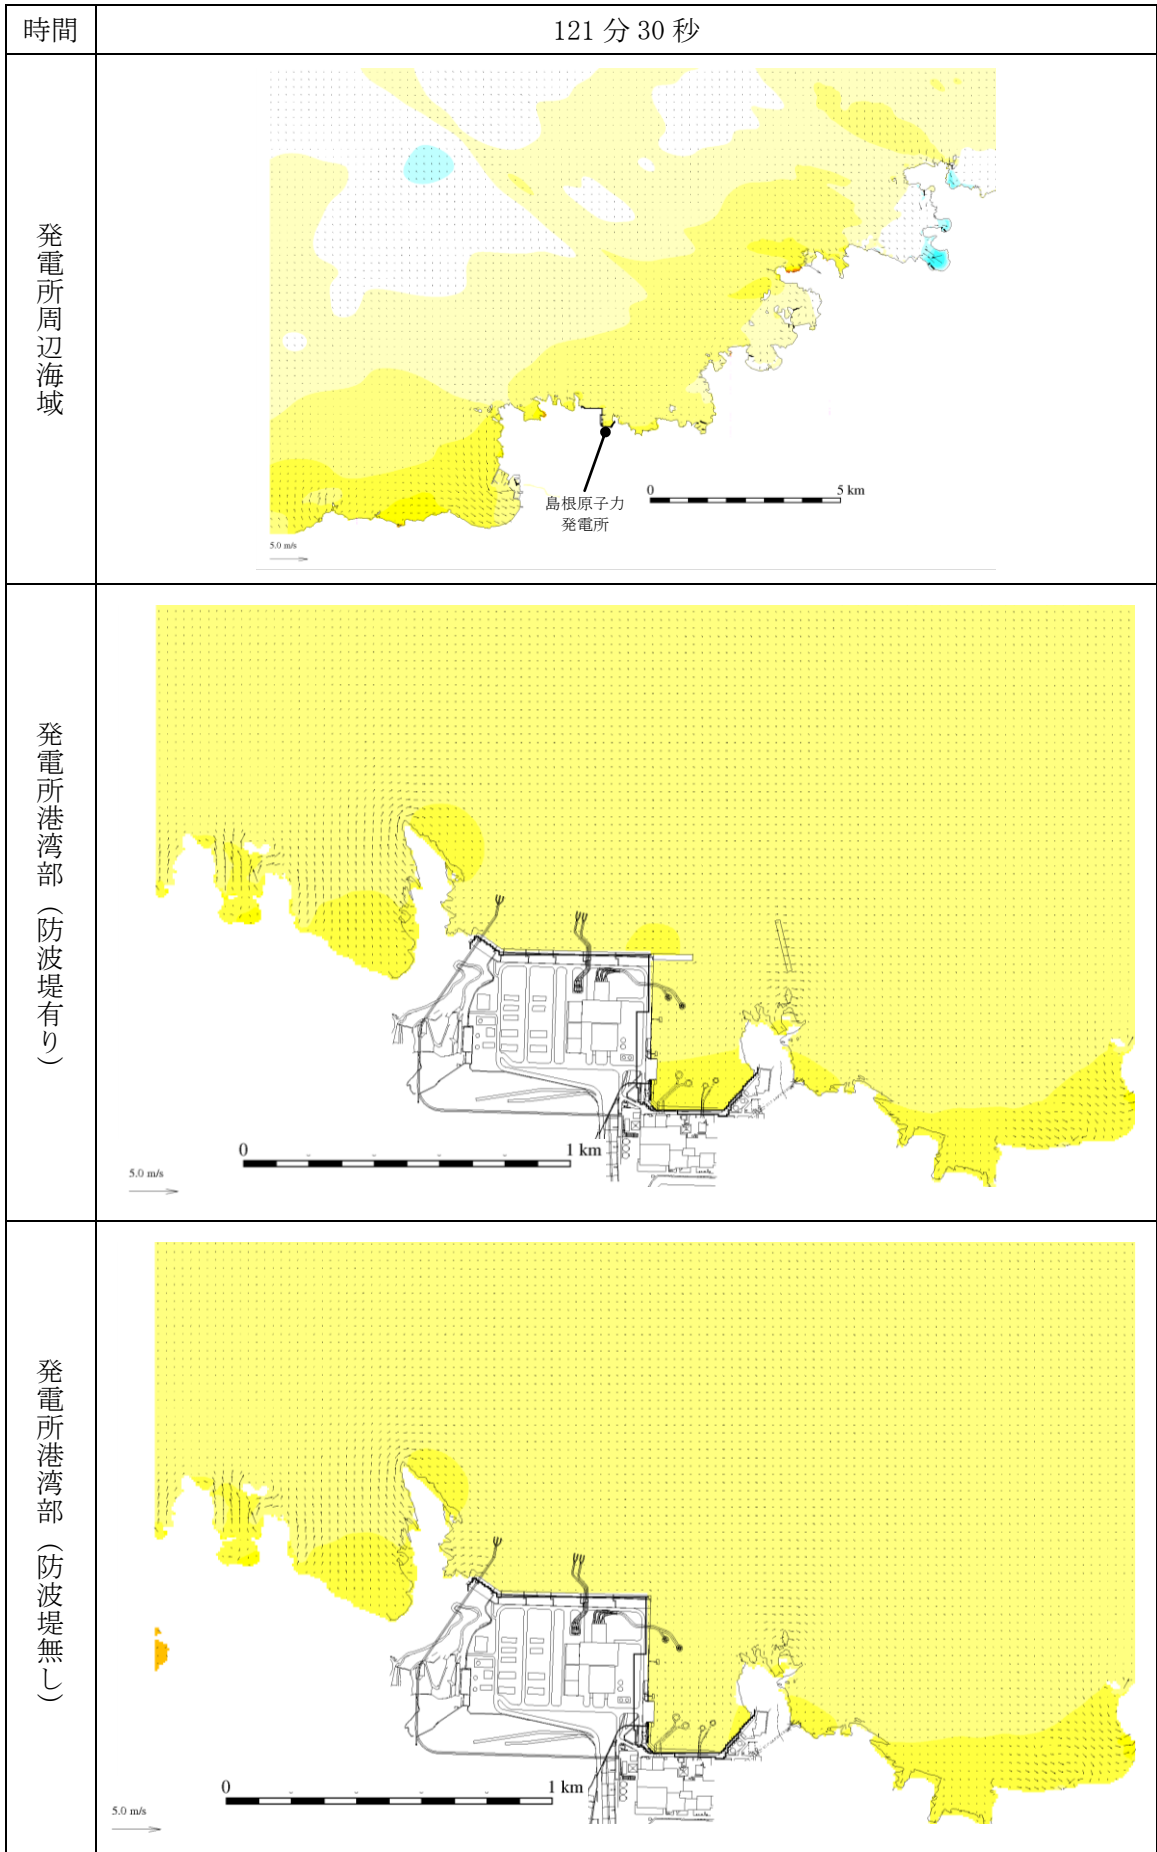 時間
121 分 30 秒
発電所周辺海域
島根原子力
発電所
0
5 km
5.0 m/s
発電所港湾部（防波堤有り）
0
1 km
5.0 m/s
発電所港湾部（防波堤無し）
0
1 km
5.0 m/s